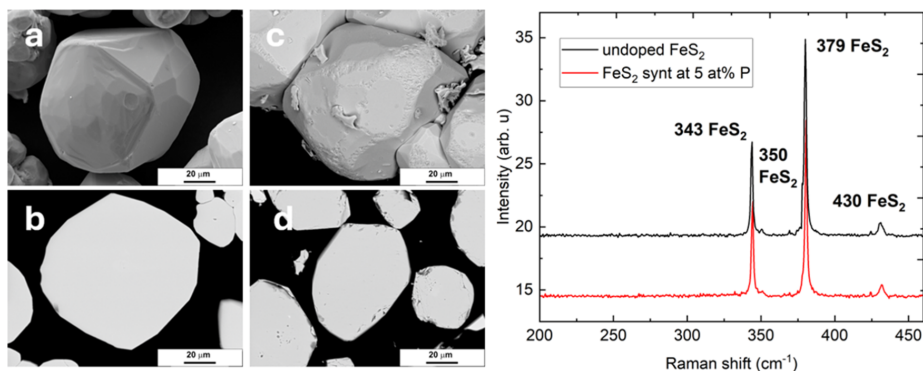 a
20 µm
c
20 µm
b
20 µm
d
20 µm
Intensity (arb. u)
35
30
25
20
15
undoped FeS₂
FeS₂ synt at 5 at% P
379 FeS₂
343 FeS₂
350
FeS₂
430 FeS₂
200
250
300
350
400
450
Raman shift (cm⁻¹)